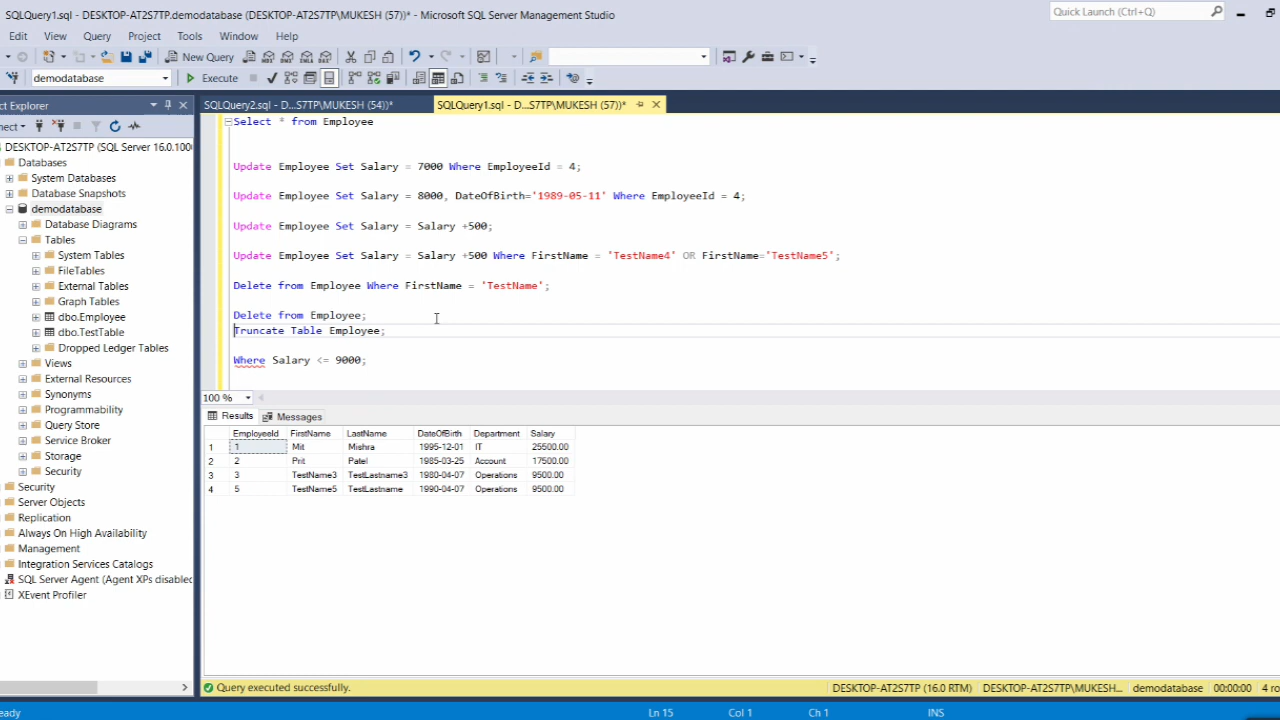 SQLQuery1.sql - DESKTOP-AT2S7TP.demodatabase (DESKTOP-AT2S7TP\MUKESH (57))* - Microsoft SQL Server Management Studio
Quick Launch (Ctrl+Q)
Edit View Query Project Tools Window Help
New Query
demodatabase Execute
ct Explorer
SQLQuery2.sql - D...S7TP\MUKESH (54))*
SQLQuery1.sql - D...S7TP\MUKESH (57))*
nnect
DESKTOP-AT2S7TP (SQL Server 16.0.1000
Databases
System Databases
Database Snapshots
demodatabase
Database Diagrams
Tables
System Tables
FileTables
External Tables
Graph Tables
dbo.Employee
dbo.TestTable
Dropped Ledger Tables
Views
External Resources
Synonyms
Programmability
Query Store
Service Broker
Storage
Security
Security
Server Objects
Replication
Always On High Availability
Management
Integration Services Catalogs
SQL Server Agent (Agent XPs disabled
XEvent Profiler
Select * from Employee
Update Employee Set Salary = 7000 Where EmployeeId = 4;
Update Employee Set Salary = 8000, DateOfBirth='1989-05-11' Where EmployeeId = 4;
Update Employee Set Salary = Salary +500;
Update Employee Set Salary = Salary +500 Where FirstName = 'TestName4' OR FirstName='TestName5';
Delete from Employee Where FirstName = 'TestName';
Delete from Employee;
Truncate Table Employee;
Where Salary <= 9000;
100 %
Results Messages
EmployeeId FirstName LastName DateOfBirth Department Salary
1 1 Mit Mishra 1995-12-01 IT 25500.00
2 2 Prit Patel 1985-03-25 Account 17500.00
3 3 TestName3 TestLastname3 1980-04-07 Operations 9500.00
4 5 TestName5 TestLastname 1990-04-07 Operations 9500.00
Query executed successfully. DESKTOP-AT2S7TP (16.0 RTM) DESKTOP-AT2S7TP\MUKESH... demodatabase 00:00:00 4 ro
eady Ln 15 Col 1 Ch 1 INS